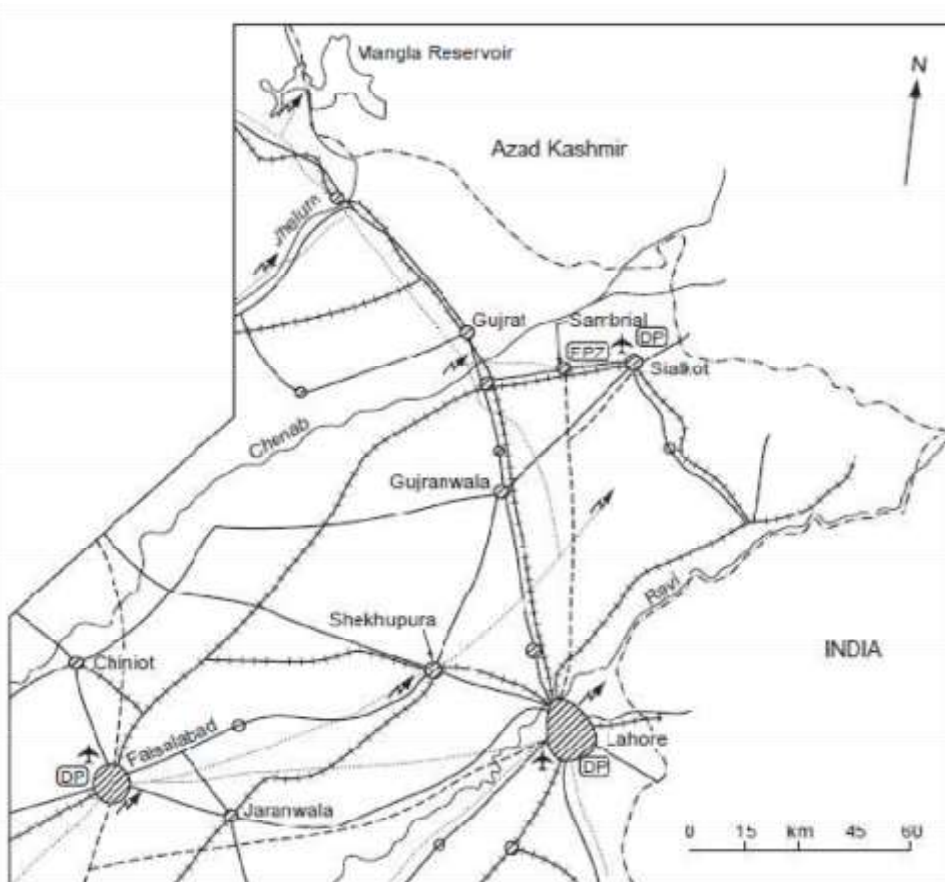 Mangla Reservoir
N
Azad Kashmir
Jhelum
Gujrat
Sambrial
DP
EPZ
Sialkot
Chenab
Gujranwala
Ravi
Shekhupura
INDIA
Chiniot
Faisalabad
Lahore
DP
DP
Jaranwala
0 15 km 45 60